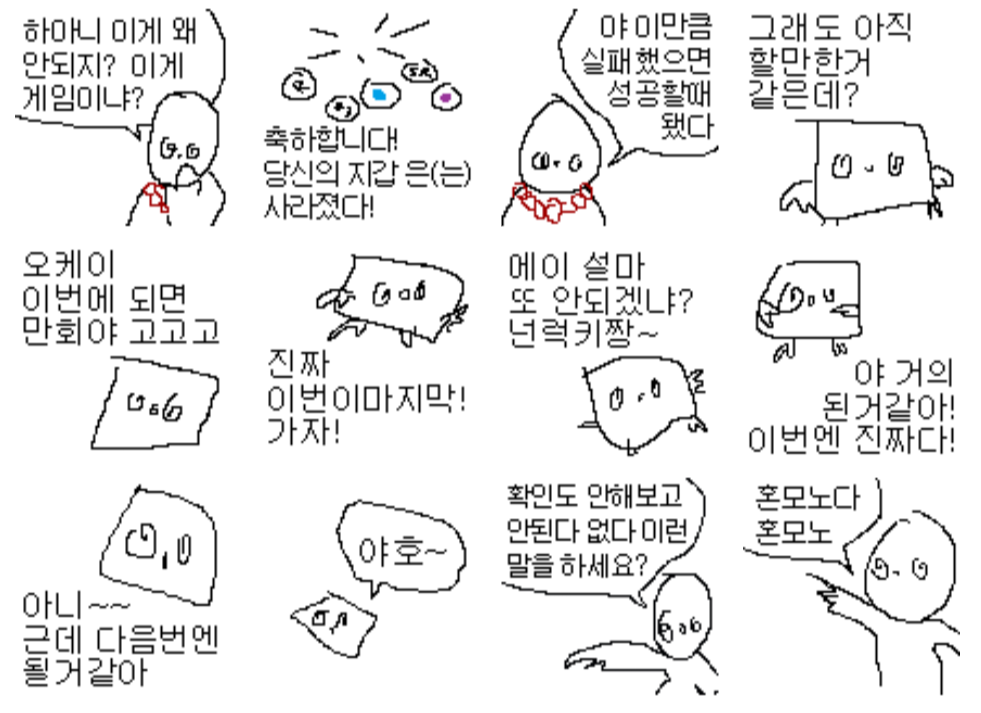 하아니 이게 왜
안되지? 이게
게임이냐?
R
SR
축하합니다!
당신의 지갑 은(는)
사라졌다!
야 이만큼
실패했으면
성공할때
됐다
그래도 아직
할만한거
같은데?
오케이
이번에 되면
만회야 고고고
진짜
이번이마지막!
가자!
에이 설마
또 안되겠냐?
넌럭키짱~
야 거의
된거같아!
이번엔 진짜다!
아니~~
근데 다음번엔
될거같아
야호~
확인도 안해보고
안된다 없다 이런
말을 하세요?
혼모노다
혼모노